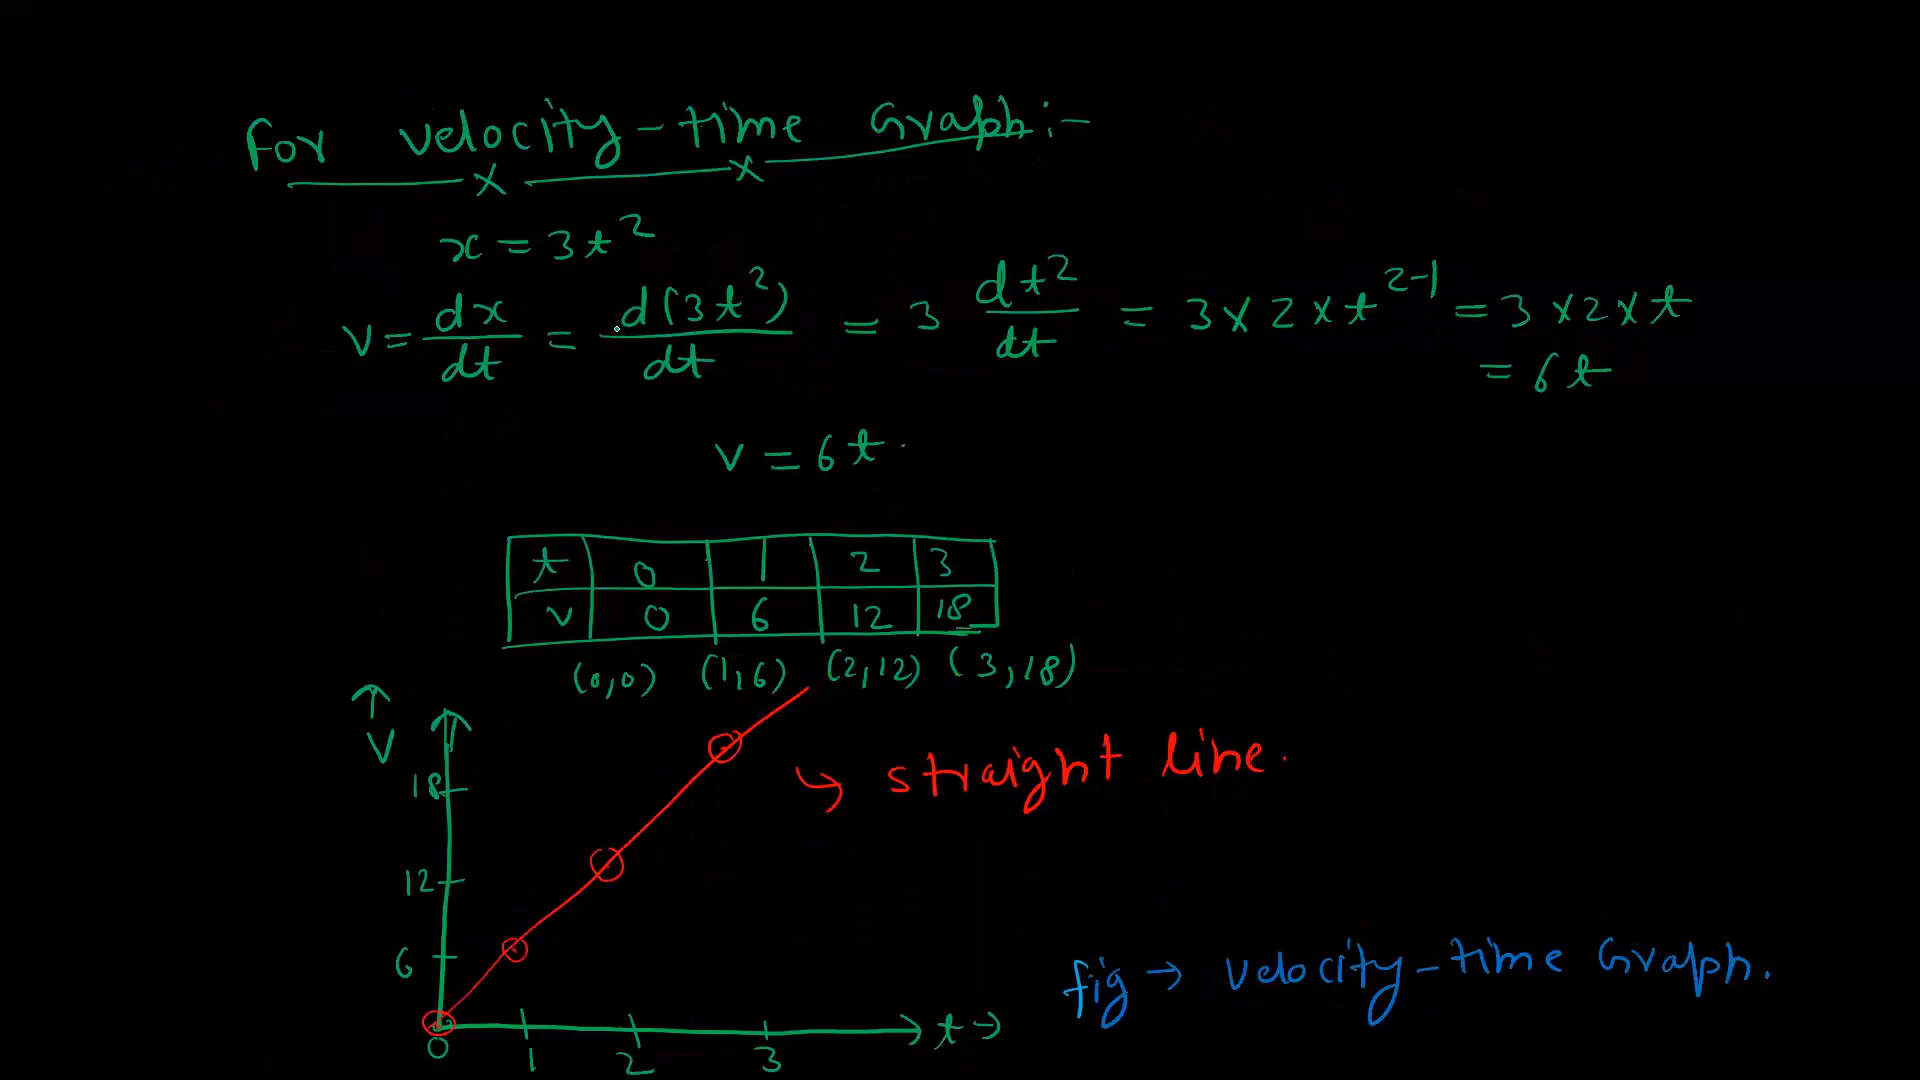 For velocity-time Graph:-
x = 3t²
v = dx/dt = d(3t²)/dt = 3 dt²/dt = 3×2×t²⁻¹ = 3×2×t
= 6t
v = 6t.
t 0 1 2 3
v 0 6 12 18
(0,0) (1,6) (2,12) (3,18)
↑
V
18
12
6
0 1 2 3 t→
↳ straight line.
fig → velocity-time Graph.